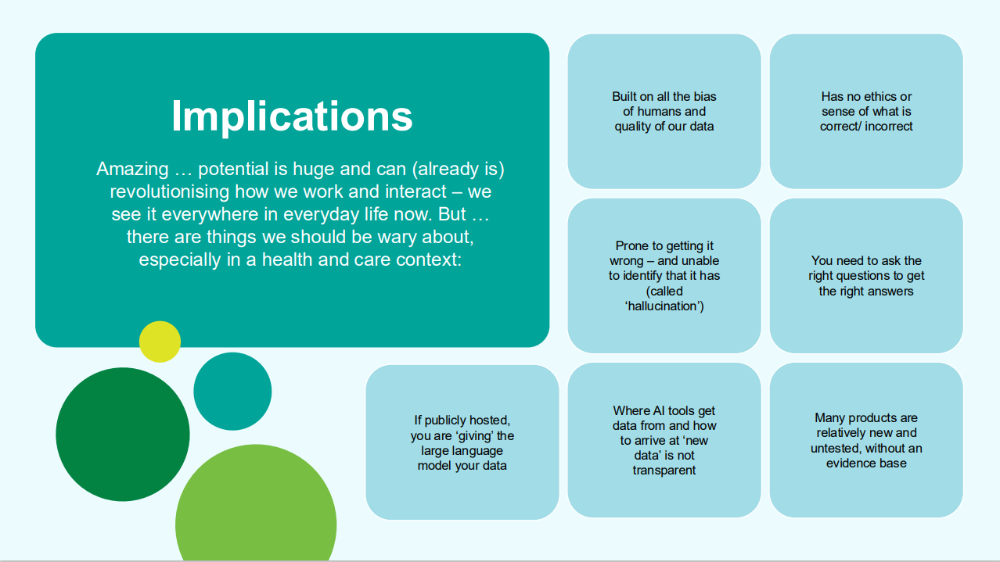 Implications
Amazing … potential is huge and can (already is)
revolutionising how we work and interact – we
see it everywhere in everyday life now. But …
there are things we should be wary about,
especially in a health and care context:
Built on all the bias
of humans and
quality of our data
Has no ethics or
sense of what is
correct/ incorrect
Prone to getting it
wrong – and unable
to identify that it has
(called
‘hallucination’)
You need to ask the
right questions to get
the right answers
If publicly hosted,
you are ‘giving’ the
large language
model your data
Where AI tools get
data from and how
to arrive at ‘new
data’ is not
transparent
Many products are
relatively new and
untested, without an
evidence base